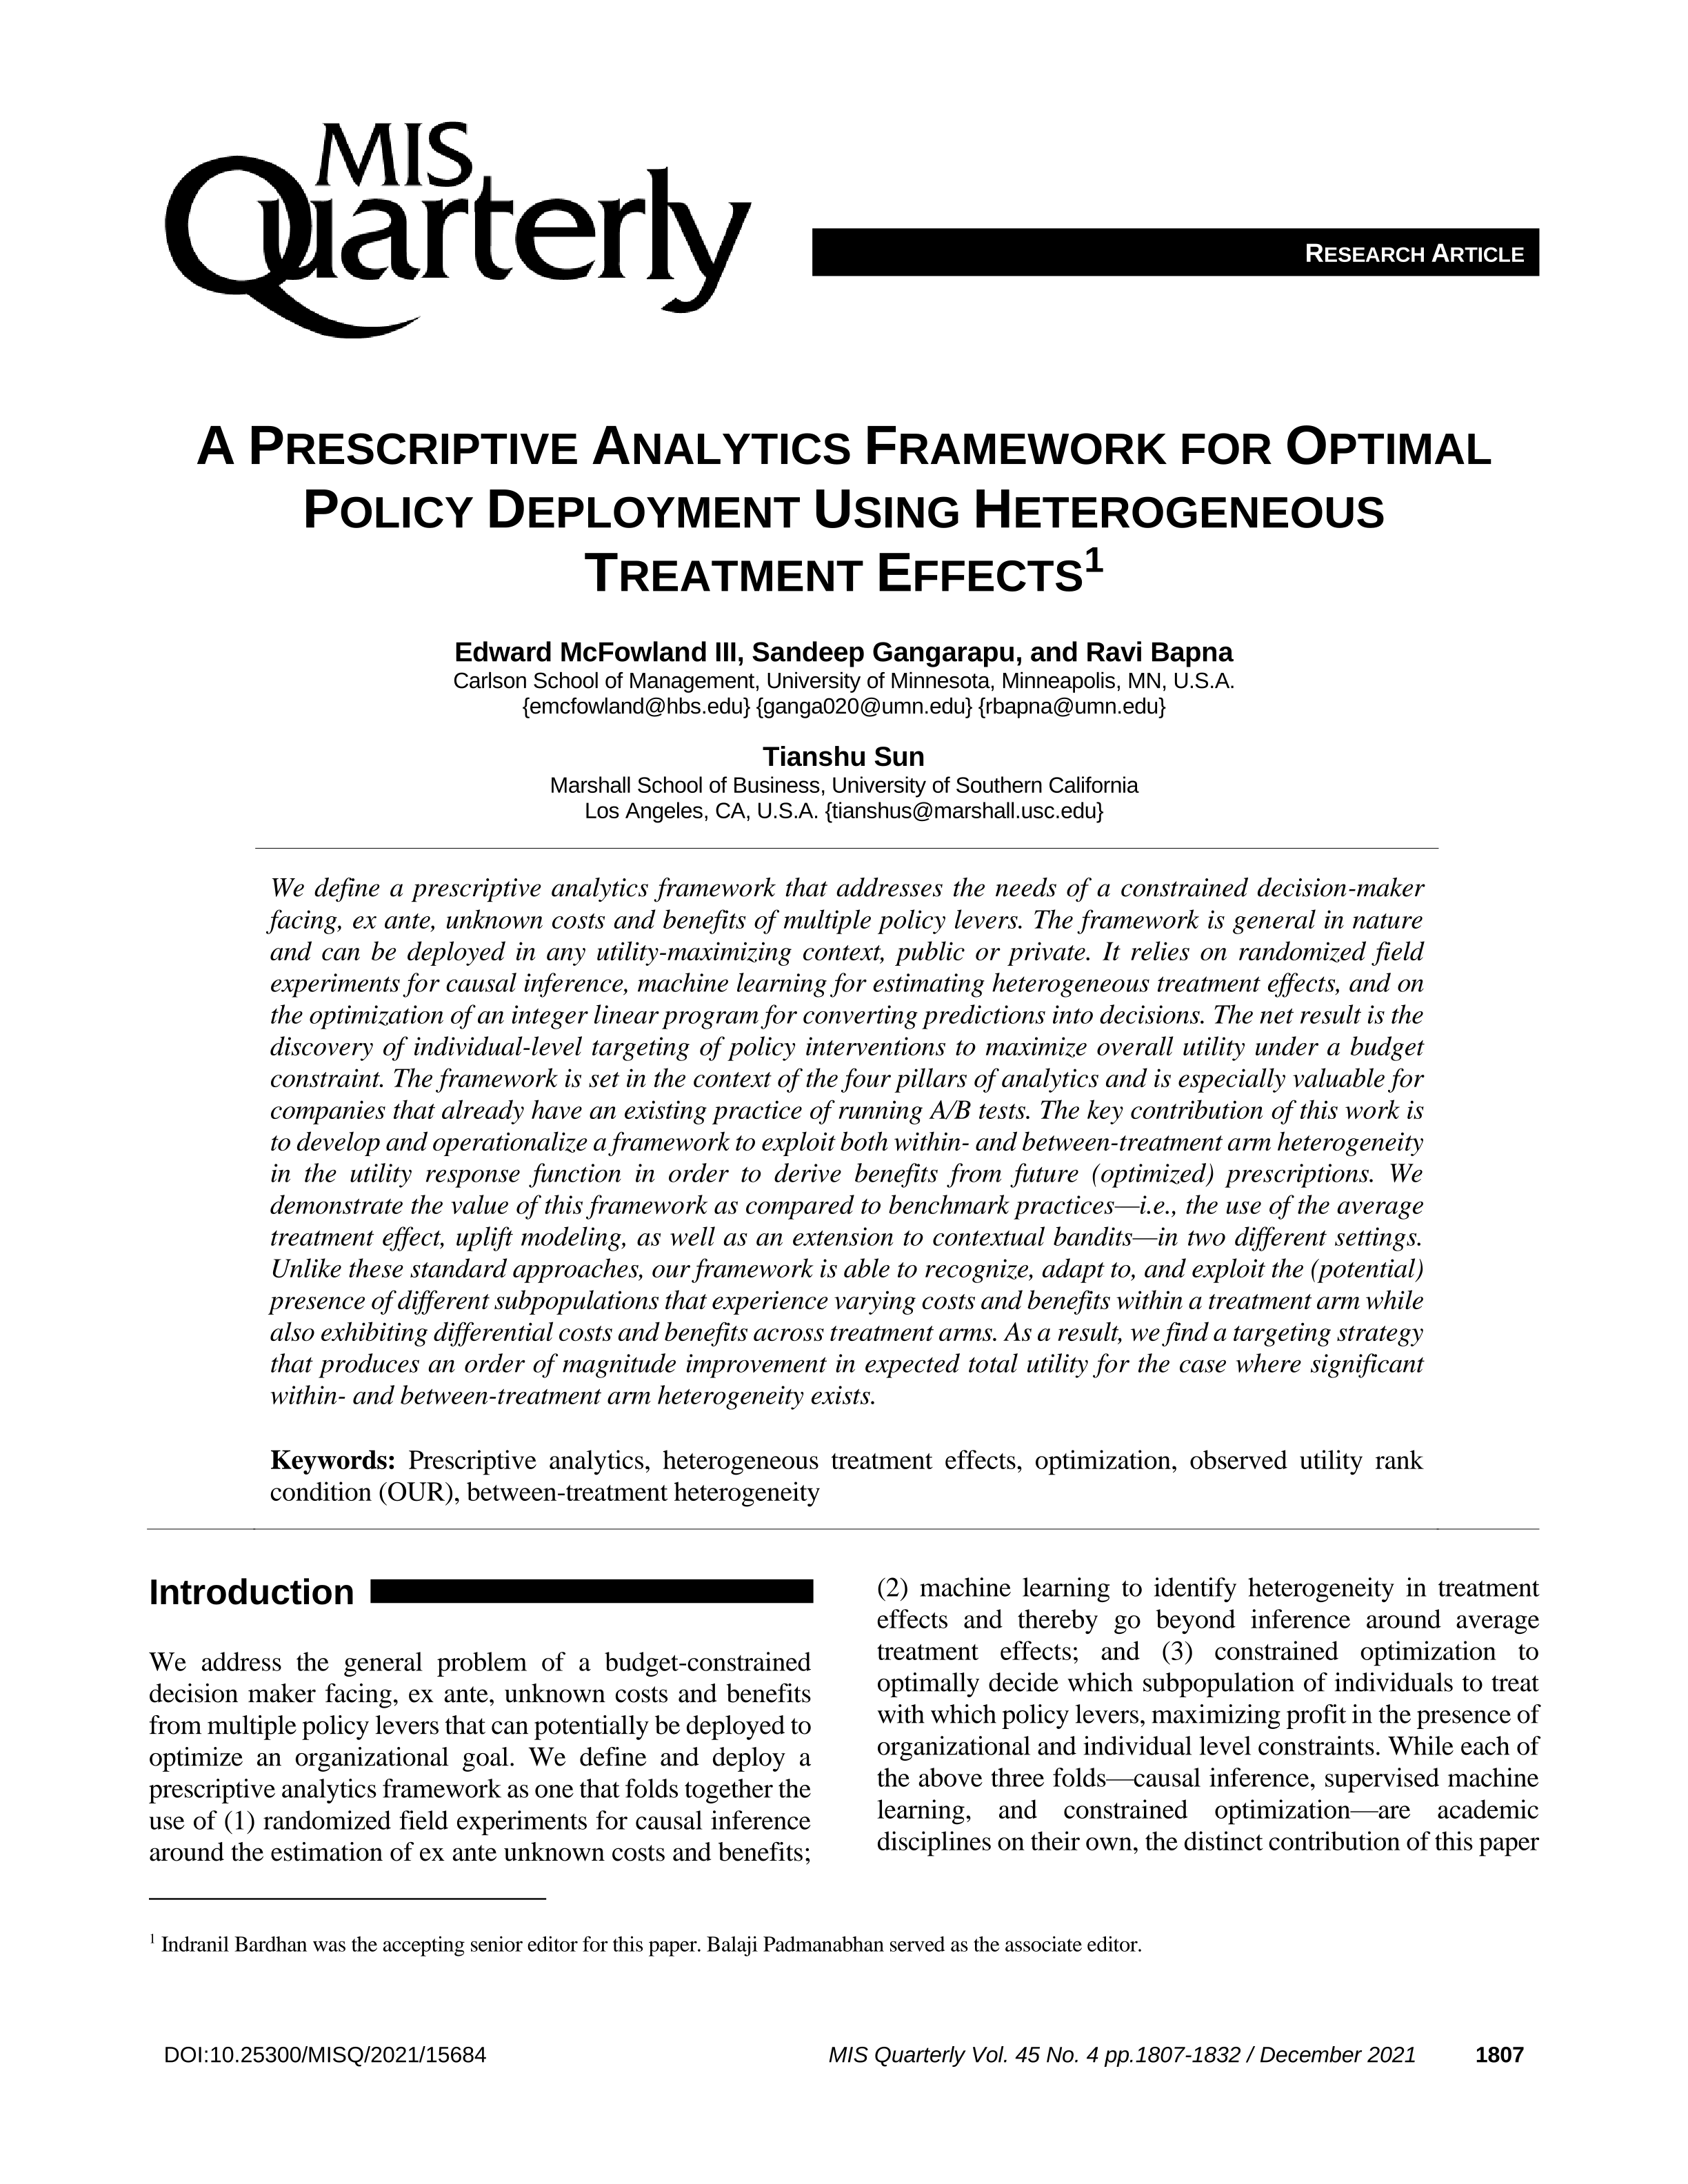 MIS
Quarterly
RESEARCH ARTICLE
A PRESCRIPTIVE ANALYTICS FRAMEWORK FOR OPTIMAL
POLICY DEPLOYMENT USING HETEROGENEOUS
TREATMENT EFFECTS1
Edward McFowland III, Sandeep Gangarapu, and Ravi Bapna
Carlson School of Management, University of Minnesota, Minneapolis, MN, U.S.A.
{emcfowland@hbs.edu} {ganga020@umn.edu} {rbapna@umn.edu}
Tianshu Sun
Marshall School of Business, University of Southern California
Los Angeles, CA, U.S.A. {tianshus@marshall.usc.edu}
We define a prescriptive analytics framework that addresses the needs of a constrained decision-maker
facing, ex ante, unknown costs and benefits of multiple policy levers. The framework is general in nature
and can be deployed in any utility-maximizing context, public or private. It relies on randomized field
experiments for causal inference, machine learning for estimating heterogeneous treatment effects, and on
the optimization of an integer linear program for converting predictions into decisions. The net result is the
discovery of individual-level targeting of policy interventions to maximize overall utility under a budget
constraint. The framework is set in the context of the four pillars of analytics and is especially valuable for
companies that already have an existing practice of running A/B tests. The key contribution of this work is
to develop and operationalize a framework to exploit both within- and between-treatment arm heterogeneity
in the utility response function in order to derive benefits from future (optimized) prescriptions. We
demonstrate the value of this framework as compared to benchmark practices—i.e., the use of the average
treatment effect, uplift modeling, as well as an extension to contextual bandits—in two different settings.
Unlike these standard approaches, our framework is able to recognize, adapt to, and exploit the (potential)
presence of different subpopulations that experience varying costs and benefits within a treatment arm while
also exhibiting differential costs and benefits across treatment arms. As a result, we find a targeting strategy
that produces an order of magnitude improvement in expected total utility for the case where significant
within- and between-treatment arm heterogeneity exists.
Keywords: Prescriptive analytics, heterogeneous treatment effects, optimization, observed utility rank
condition (OUR), between-treatment heterogeneity
Introduction
We address the general problem of a budget-constrained
decision maker facing, ex ante, unknown costs and benefits
from multiple policy levers that can potentially be deployed to
optimize an organizational goal. We define and deploy a
prescriptive analytics framework as one that folds together the
use of (1) randomized field experiments for causal inference
around the estimation of ex ante unknown costs and benefits;
(2) machine learning to identify heterogeneity in treatment
effects and thereby go beyond inference around average
treatment effects; and (3) constrained optimization to
optimally decide which subpopulation of individuals to treat
with which policy levers, maximizing profit in the presence of
organizational and individual level constraints. While each of
the above three folds—causal inference, supervised machine
learning, and constrained optimization—are academic
disciplines on their own, the distinct contribution of this paper
1 Indranil Bardhan was the accepting senior editor for this paper. Balaji Padmanabhan served as the associate editor.
DOI:10.25300/MISQ/2021/15684
MIS Quarterly Vol. 45 No. 4 pp.1807-1832 / December 2021 1807